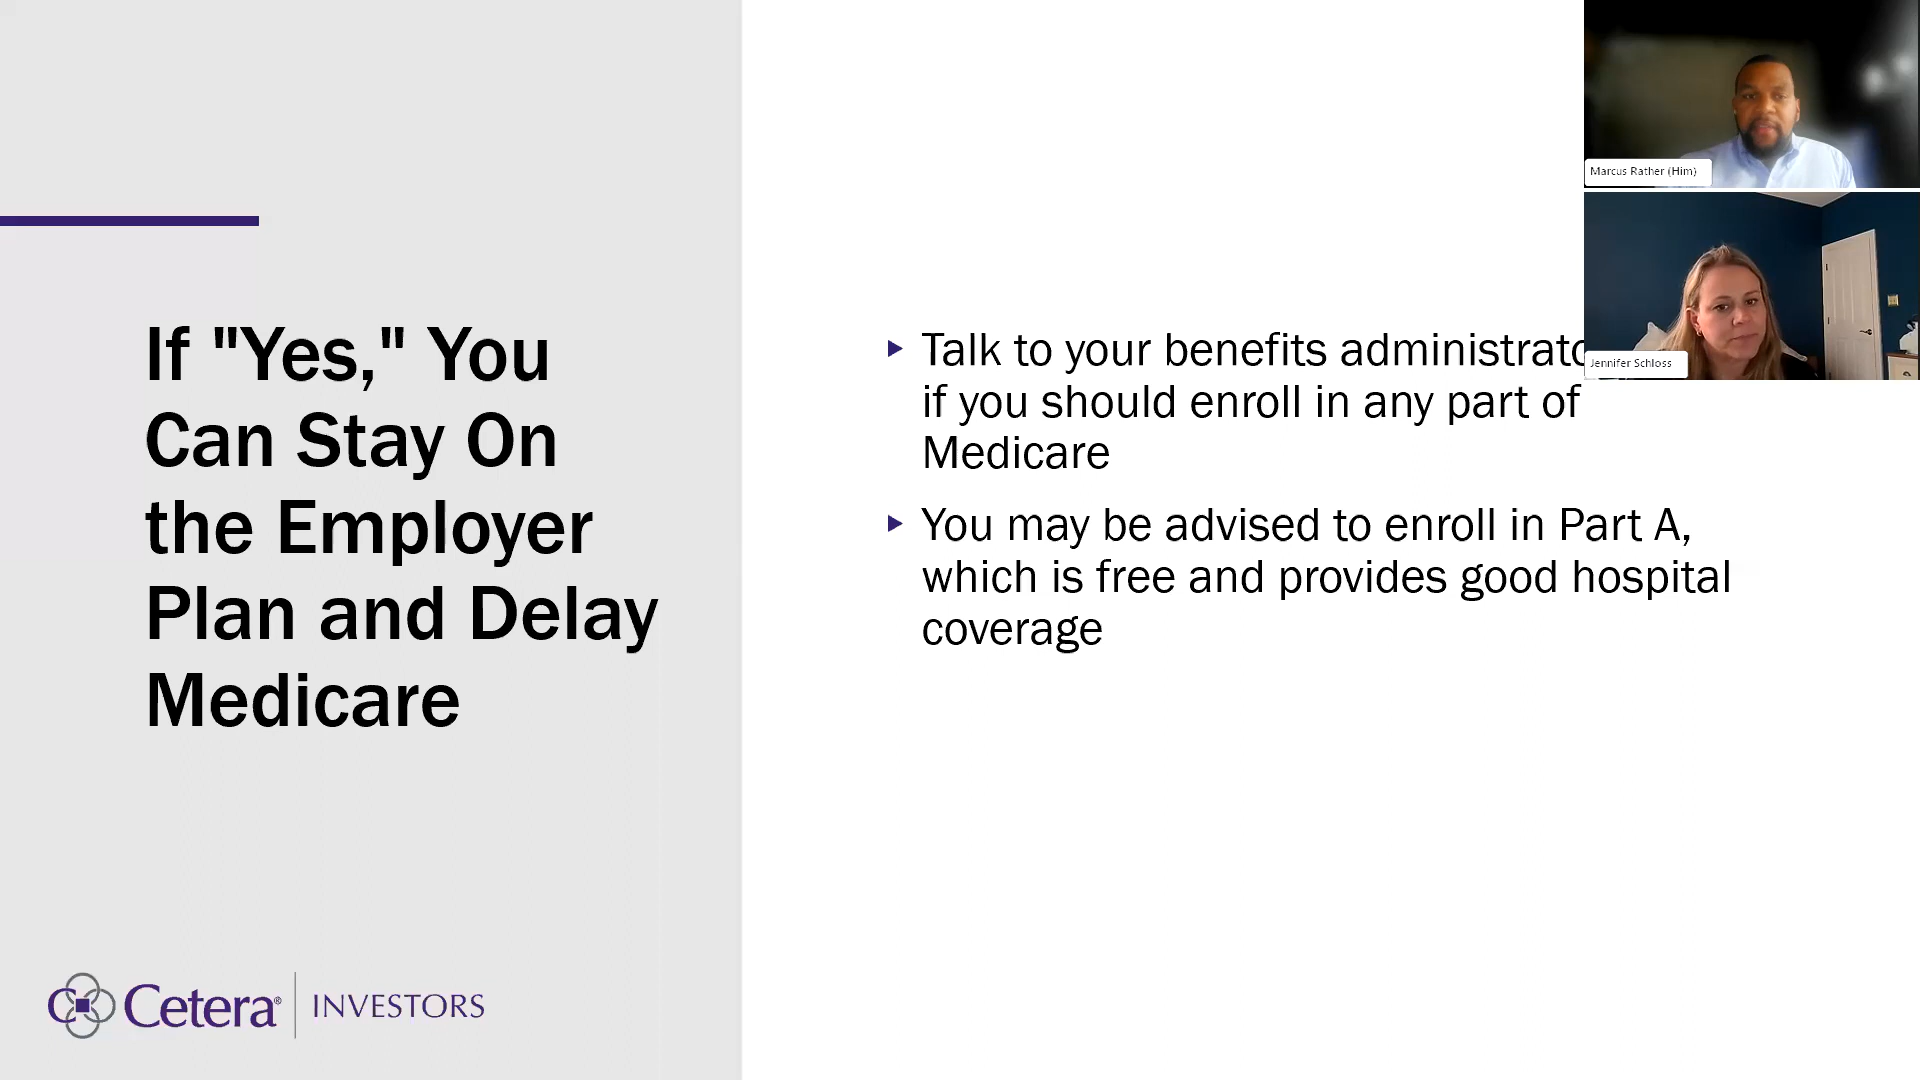 If "Yes," You
Can Stay On
the Employer
Plan and Delay
Medicare
Talk to your benefits
if you should enroll in any part of
Medicare
You may be advised to enroll in Part A,
which is free and provides good hospital
coverage
Marcus Rather (Him)
Jennifer Schloss
Cetera® INVESTORS